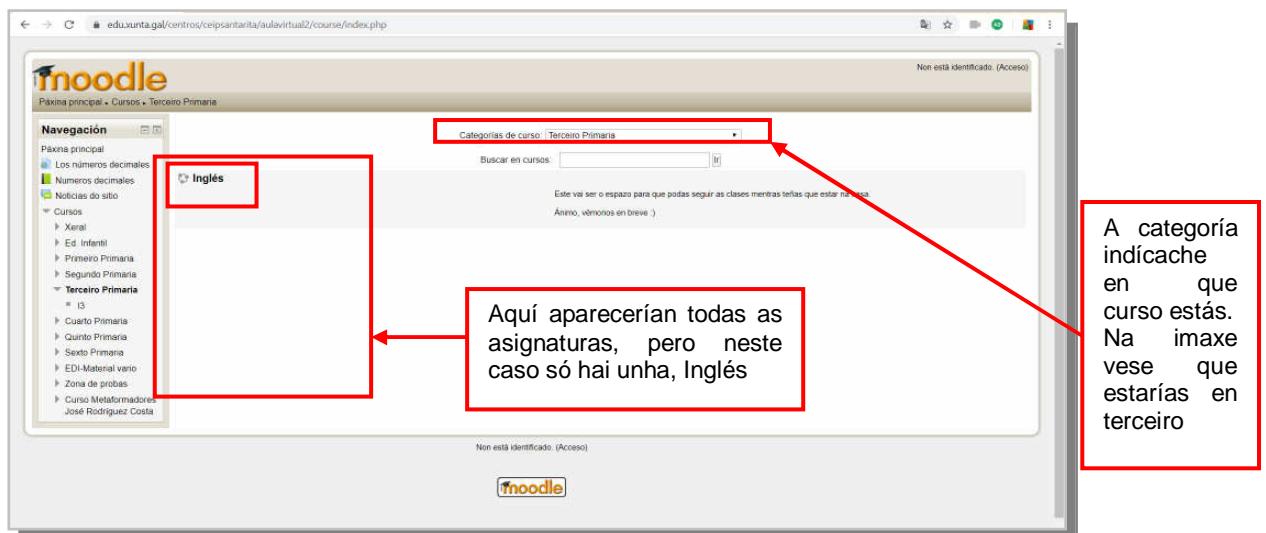 edu.xunta.gal/centros/ceipsantarita/aulavirtual2/course/index.php
moodle
Non está identificado. (Acceso)
Páxina principal Cursos Terceiro Primaria
Navegación
Páxina principal
Los números decimales
Numeros decimales
Noticias do sitio
Cursos
Xeral
Ed. Infantil
Primeiro Primaria
Segundo Primaria
Terceiro Primaria
I3
Cuarto Primaria
Quinto Primaria
Sexto Primaria
EDI-Material vario
Zona de probas
Curso Metaformadores
José Rodríguez Costa
Categorías de curso: Terceiro Primaria
Buscar en cursos: Ir
Inglés
Este vai ser o espazo para que podas seguir as clases mentras teñas que estar na casa.
Ánimo, vémonos en breve :)
Aquí aparecerían todas as
asignaturas, pero neste
caso só hai unha, Inglés
A categoría
indícache
en que
curso estás.
Na imaxe
vese que
estarías en
terceiro
Non está identificado. (Acceso)
moodle